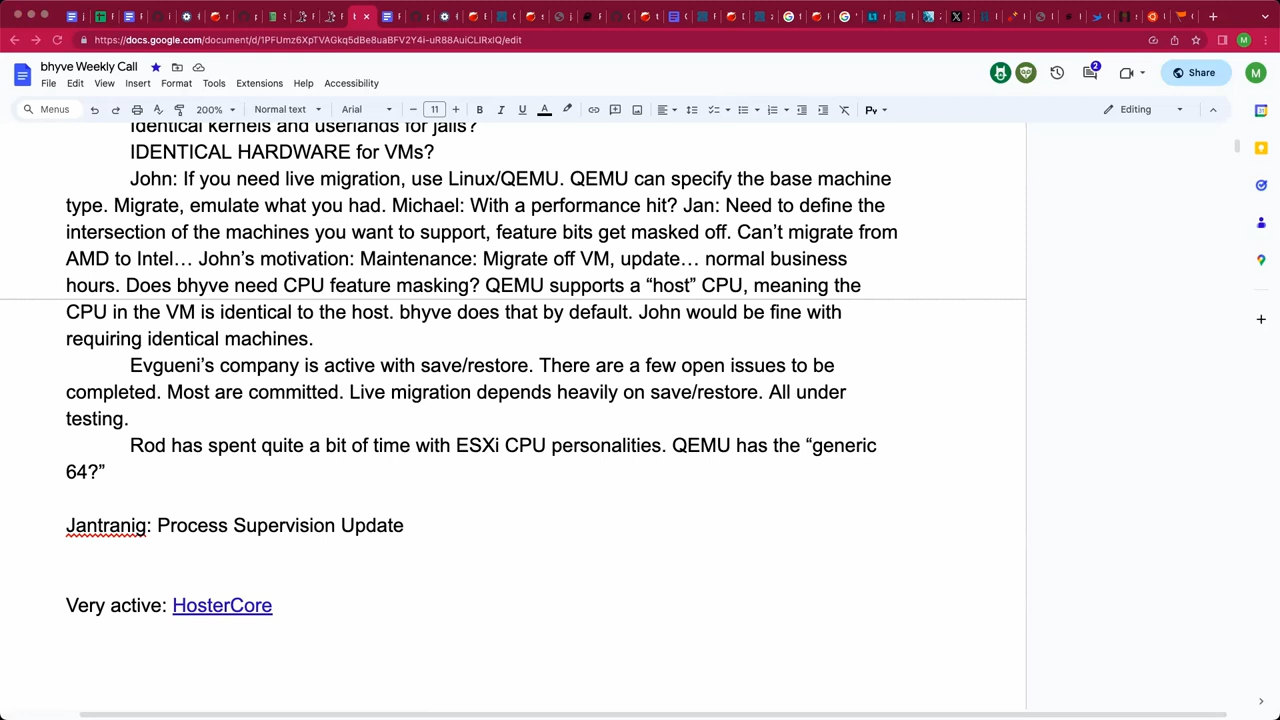 docs.google.com/document/d/1PFUmz6XpTVAGkq5dBe8uaBFV2Y4i-uR88AuiCLIRxIQ/edit
bhyve Weekly Call
File Edit View Insert Format Tools Extensions Help Accessibility
2
Share
M
Menus 200% Normal text Arial 11 Editing
Identical kernels and userlands for jails?
IDENTICAL HARDWARE for VMs?
John: If you need live migration, use Linux/QEMU. QEMU can specify the base machine
type. Migrate, emulate what you had. Michael: With a performance hit? Jan: Need to define the
intersection of the machines you want to support, feature bits get masked off. Can’t migrate from
AMD to Intel… John’s motivation: Maintenance: Migrate off VM, update… normal business
hours. Does bhyve need CPU feature masking? QEMU supports a “host” CPU, meaning the
CPU in the VM is identical to the host. bhyve does that by default. John would be fine with
requiring identical machines.
Evgueni’s company is active with save/restore. There are a few open issues to be
completed. Most are committed. Live migration depends heavily on save/restore. All under
testing.
Rod has spent quite a bit of time with ESXi CPU personalities. QEMU has the “generic
64?”
Jantranig: Process Supervision Update
Very active: HosterCore